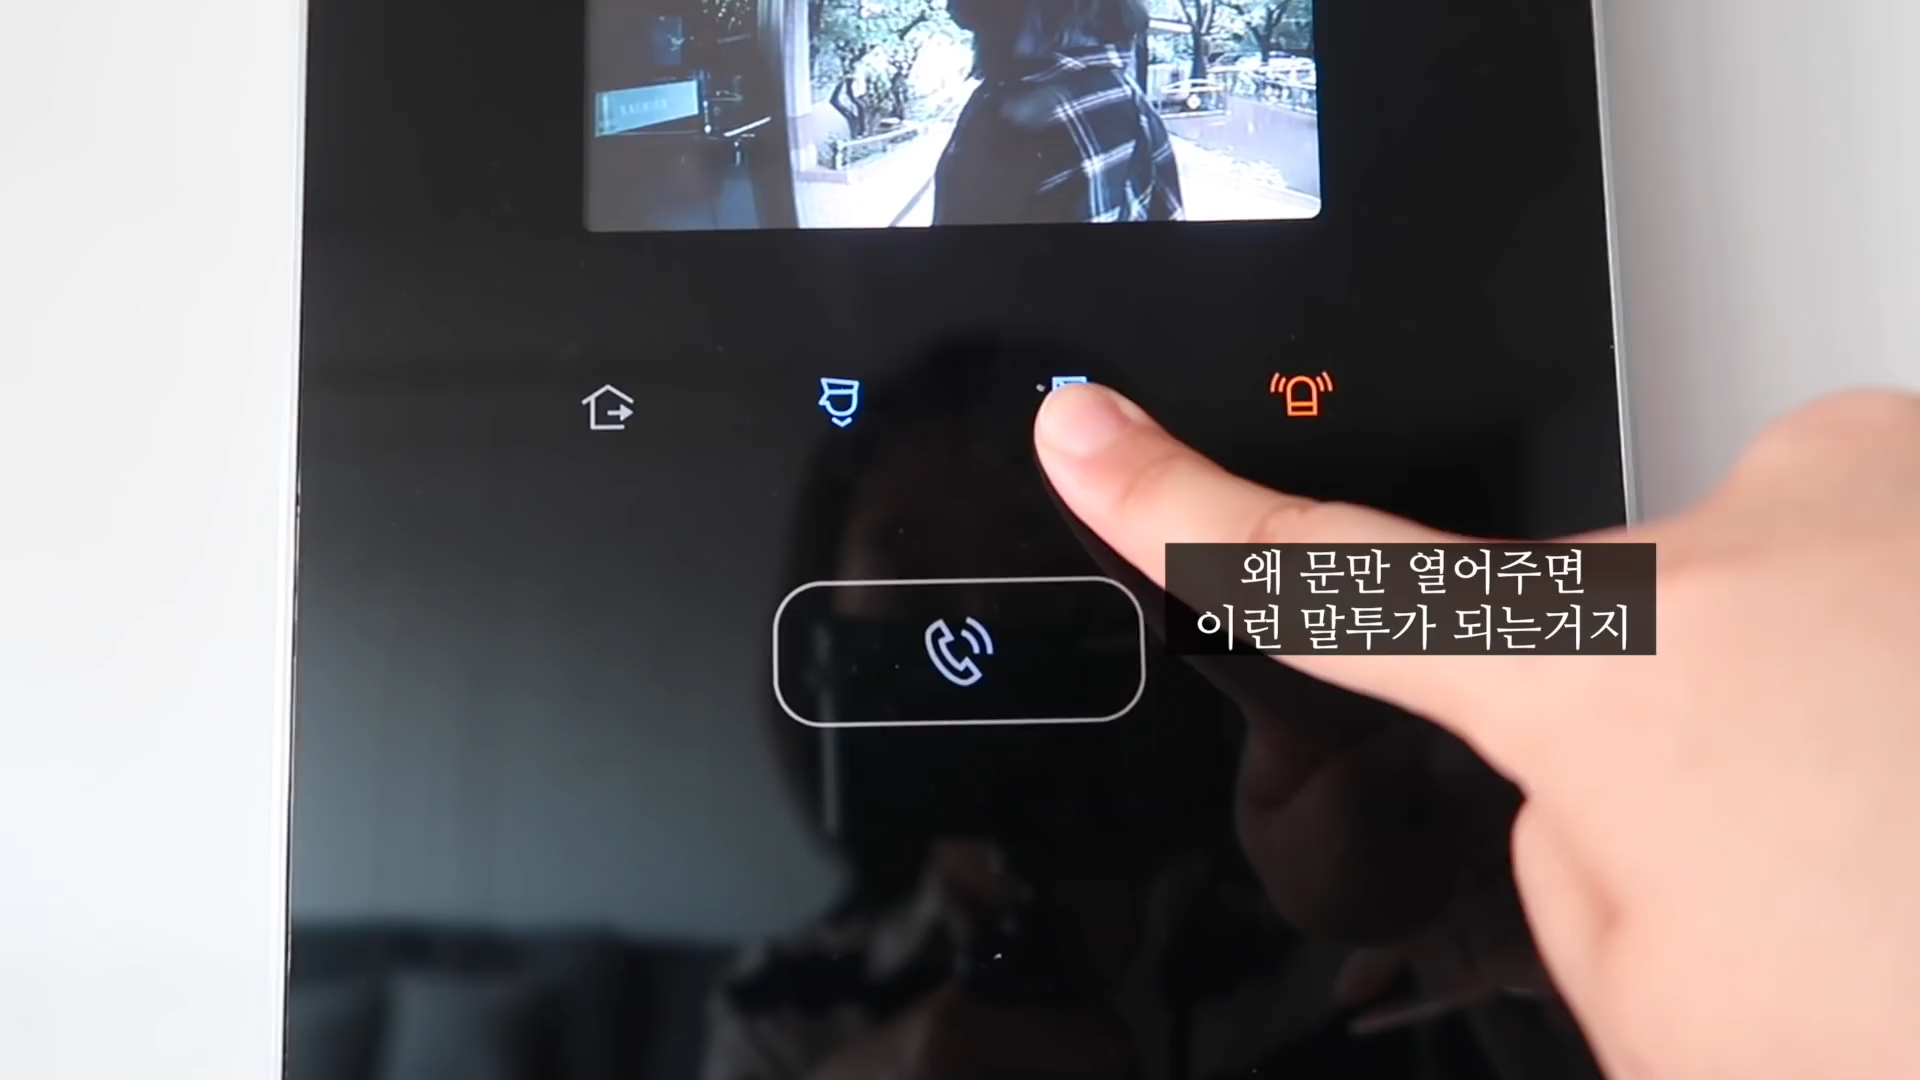 왜 문만 열어주면
이런 말투가 되는거지